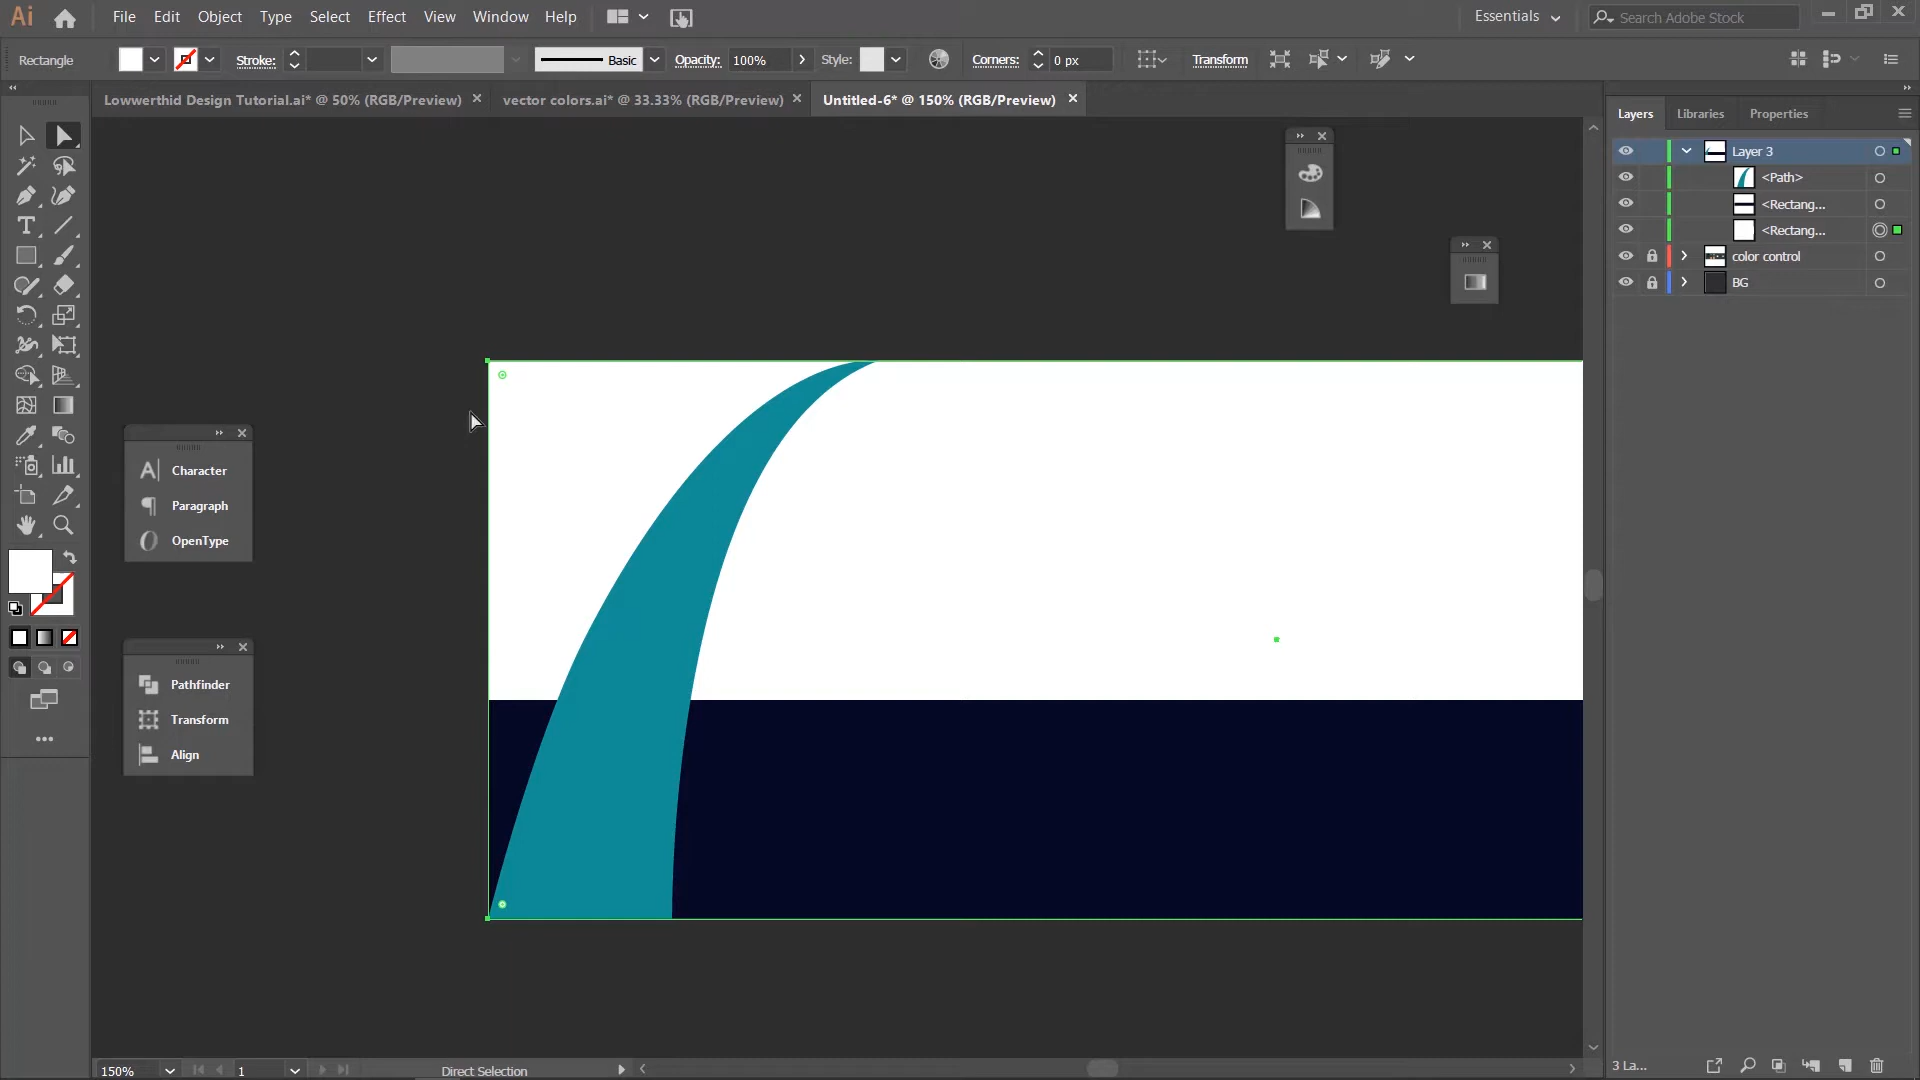 Ai File Edit Object Type Select Effect View Window Help Essentials Search Adobe Stock
Rectangle Stroke: Basic Opacity: 100% Style: Corners: 0 px Transform
Lowwerthid Design Tutorial.ai* @ 50% (RGB/Preview) vector colors.ai* @ 33.33% (RGB/Preview) Untitled-6* @ 150% (RGB/Preview)
Layers Libraries Properties
Layer 3
<Path>
<Rectang...
<Rectang...
color control
BG
Character
Paragraph
OpenType
Pathfinder
Transform
Align
150% 1 Direct Selection
3 La...